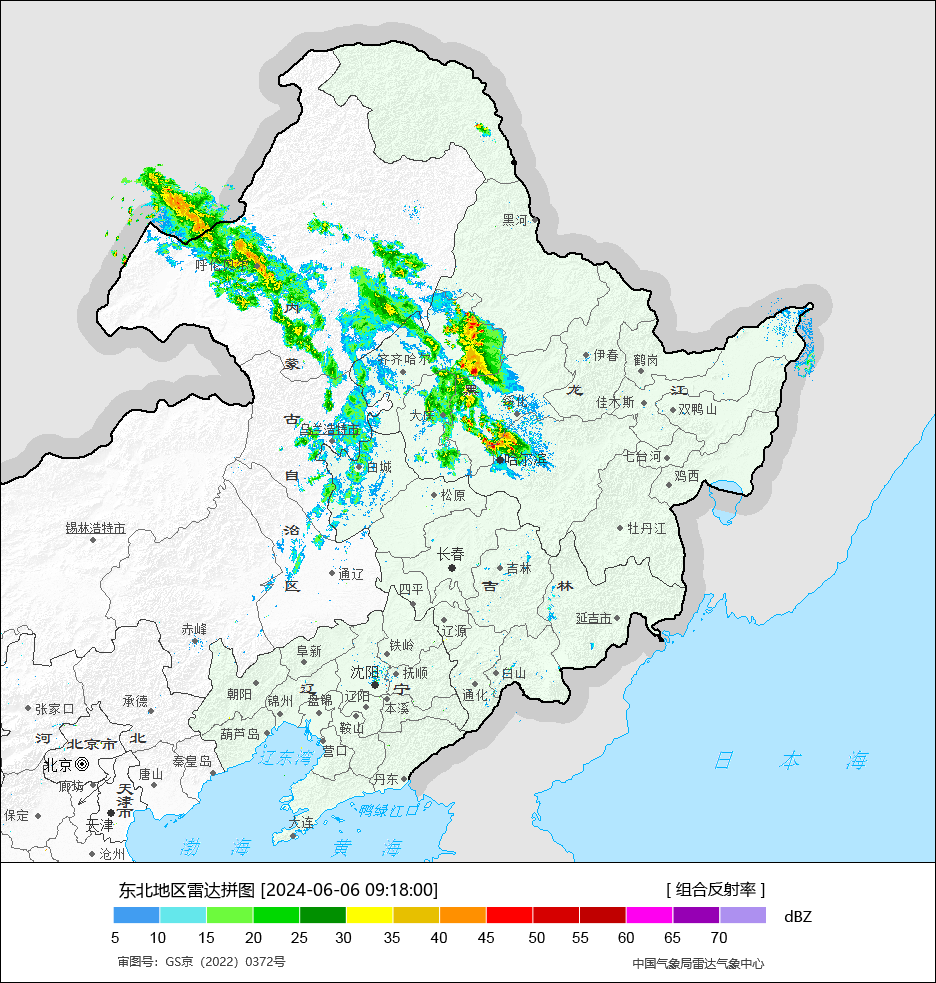 黑河
呼伦贝尔
内
蒙
古
自
治
区
齐齐哈尔
黑
龙
江
伊春
鹤岗
绥化
佳木斯
双鸭山
大庆
乌兰浩特市
哈尔滨
七台河
白城
鸡西
松原
锡林浩特市
牡丹江
长春
吉林
通辽
吉
林
四平
延吉市
赤峰
辽源
铁岭
阜新
沈阳
抚顺
白山
朝阳
辽
宁
通化
锦州
盘锦
辽阳
本溪
承德
张家口
葫芦岛
鞍山
河
北京市
北
营口
辽东湾
日本海
北京
秦皇岛
唐山
丹东
廊坊
天
津
市
鸭绿江口
保定
天津
大连
渤海
黄海
沧州
东北地区雷达拼图 [2024-06-06 09:18:00]
[ 组合反射率 ]
dBZ
5 10 15 20 25 30 35 40 45 50 55 60 65 70
审图号：GS京（2022）0372号
中国气象局雷达气象中心